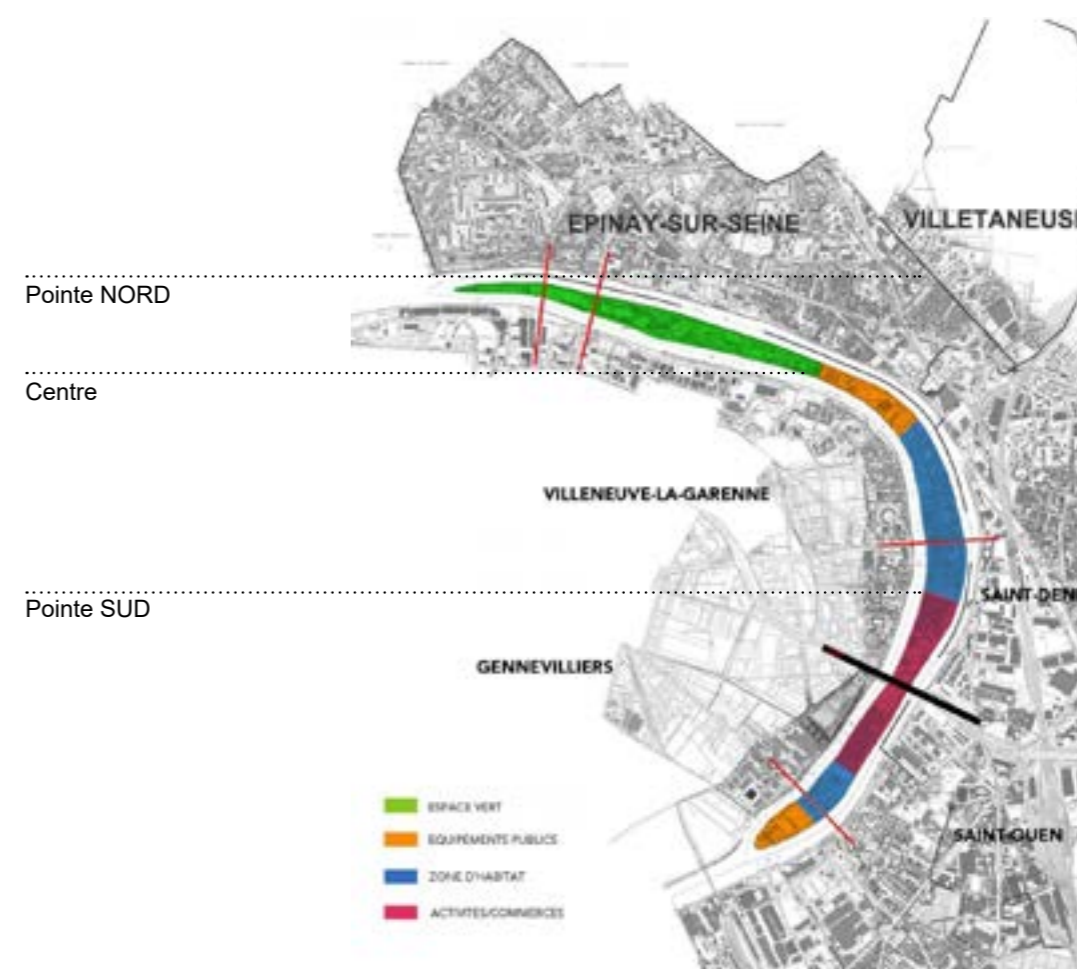 EPINAY-SUR-SEINE
VILLETANEUS
Pointe NORD
Centre
VILLENEUVE-LA-GARENNE
SAINT-DEN
Pointe SUD
GENNEVILLIERS
ESPACE VERT
SAINT-OUEN
EQUIPEMENTS PUBLICS
ZONE D'HABITAT
ACTIVITES/COMMERCES